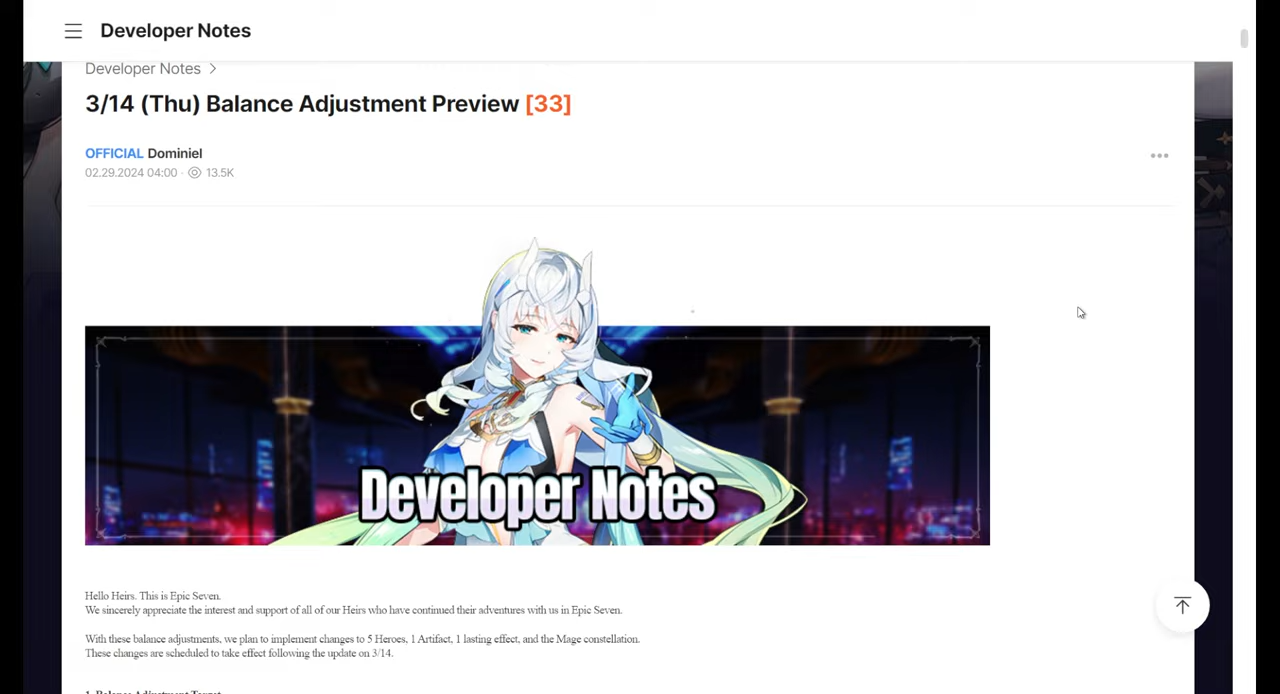 Developer Notes
Developer Notes >
3/14 (Thu) Balance Adjustment Preview [33]
OFFICIAL Dominiel
02.29.2024 04:00 · 13.5K
Developer Notes
Hello Heirs. This is Epic Seven.
We sincerely appreciate the interest and support of all of our Heirs who have continued their adventures with us in Epic Seven.
With these balance adjustments, we plan to implement changes to 5 Heroes, 1 Artifact, 1 lasting effect, and the Mage constellation.
These changes are scheduled to take effect following the update on 3/14.
1. Balance Adjustment Target